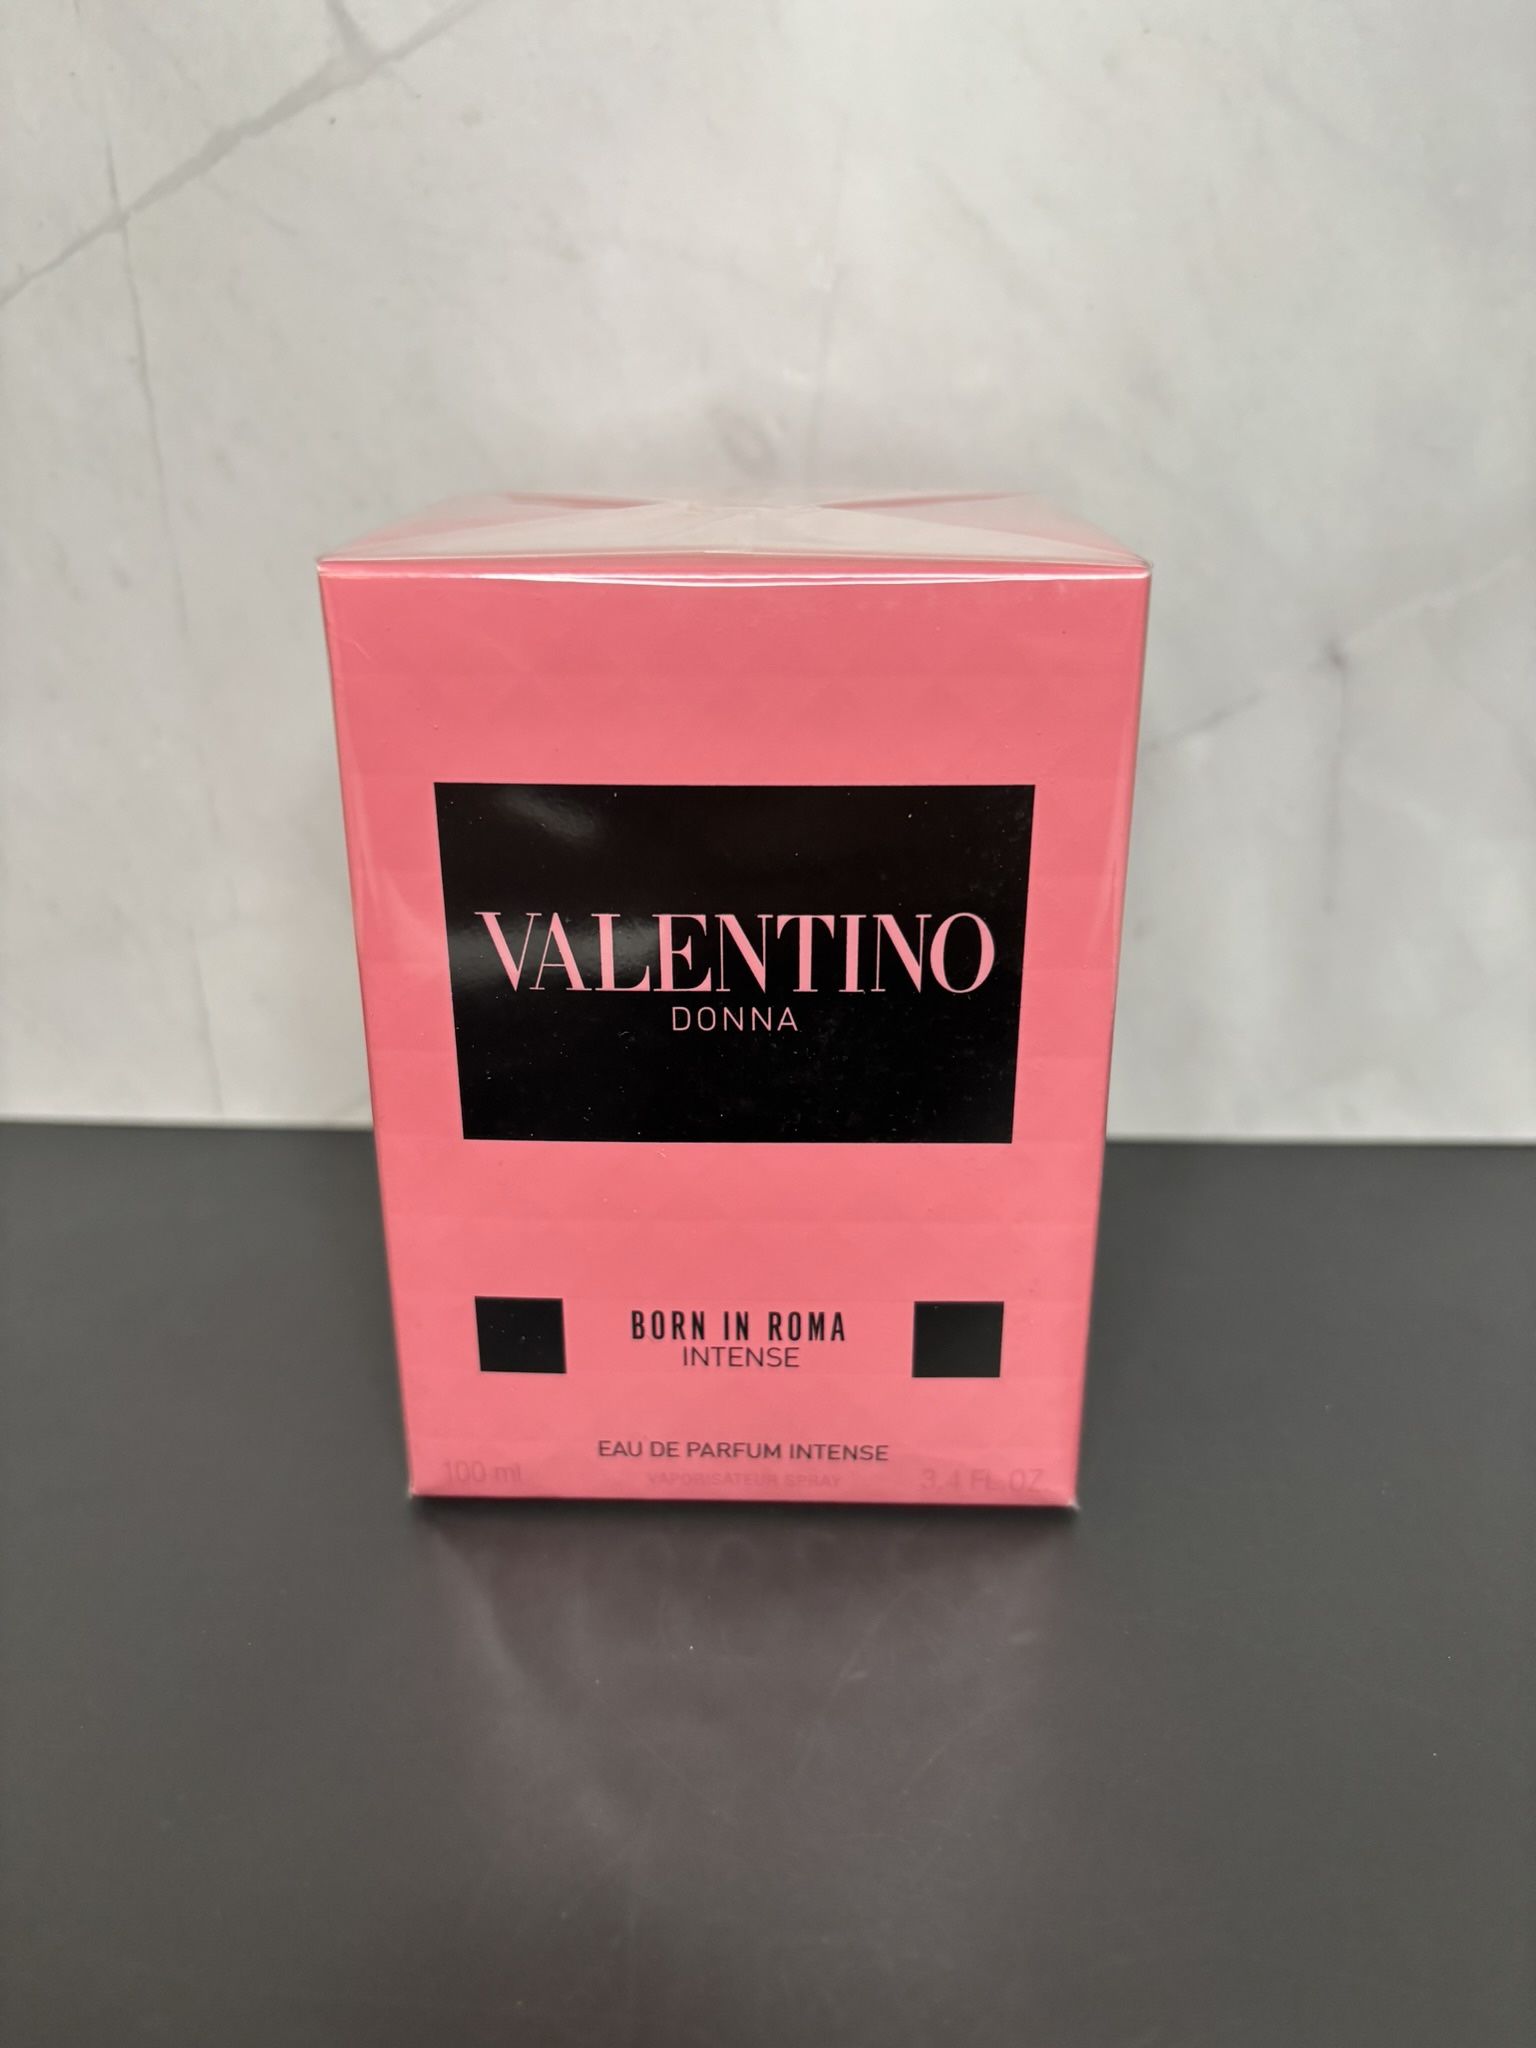 VALENTINO
DONNA
BORN IN ROMA
INTENSE
EAU DE PARFUM INTENSE
100 ml VAPORISATEUR SPRAY 3.4 FL.OZ.